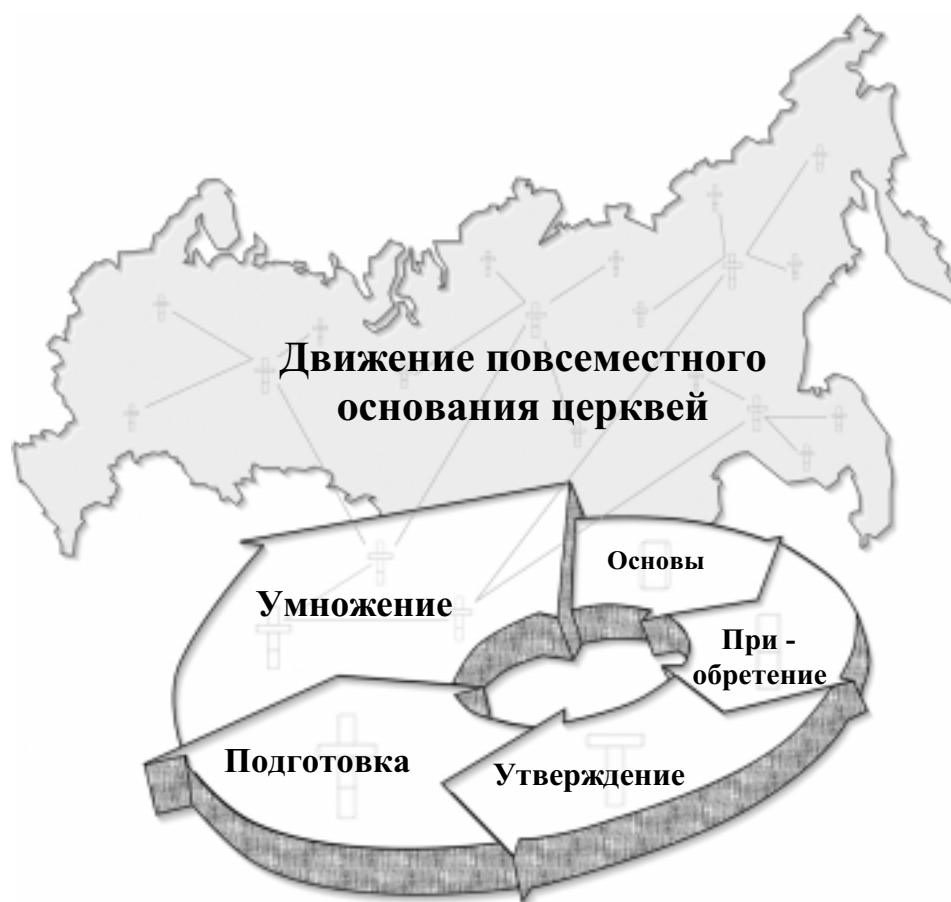 Движение повсеместного
основания церквей
Основы
Умножение
При -
обретение
Подготовка
Утверждение